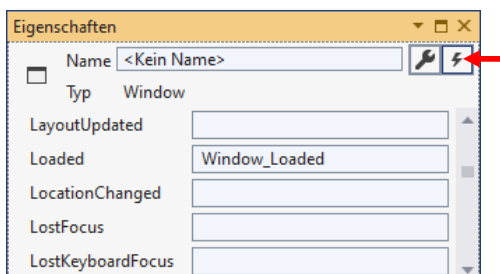 Eigenschaften
Name <Kein Name>
Typ Window
LayoutUpdated
Loaded Window_Loaded
LocationChanged
LostFocus
LostKeyboardFocus